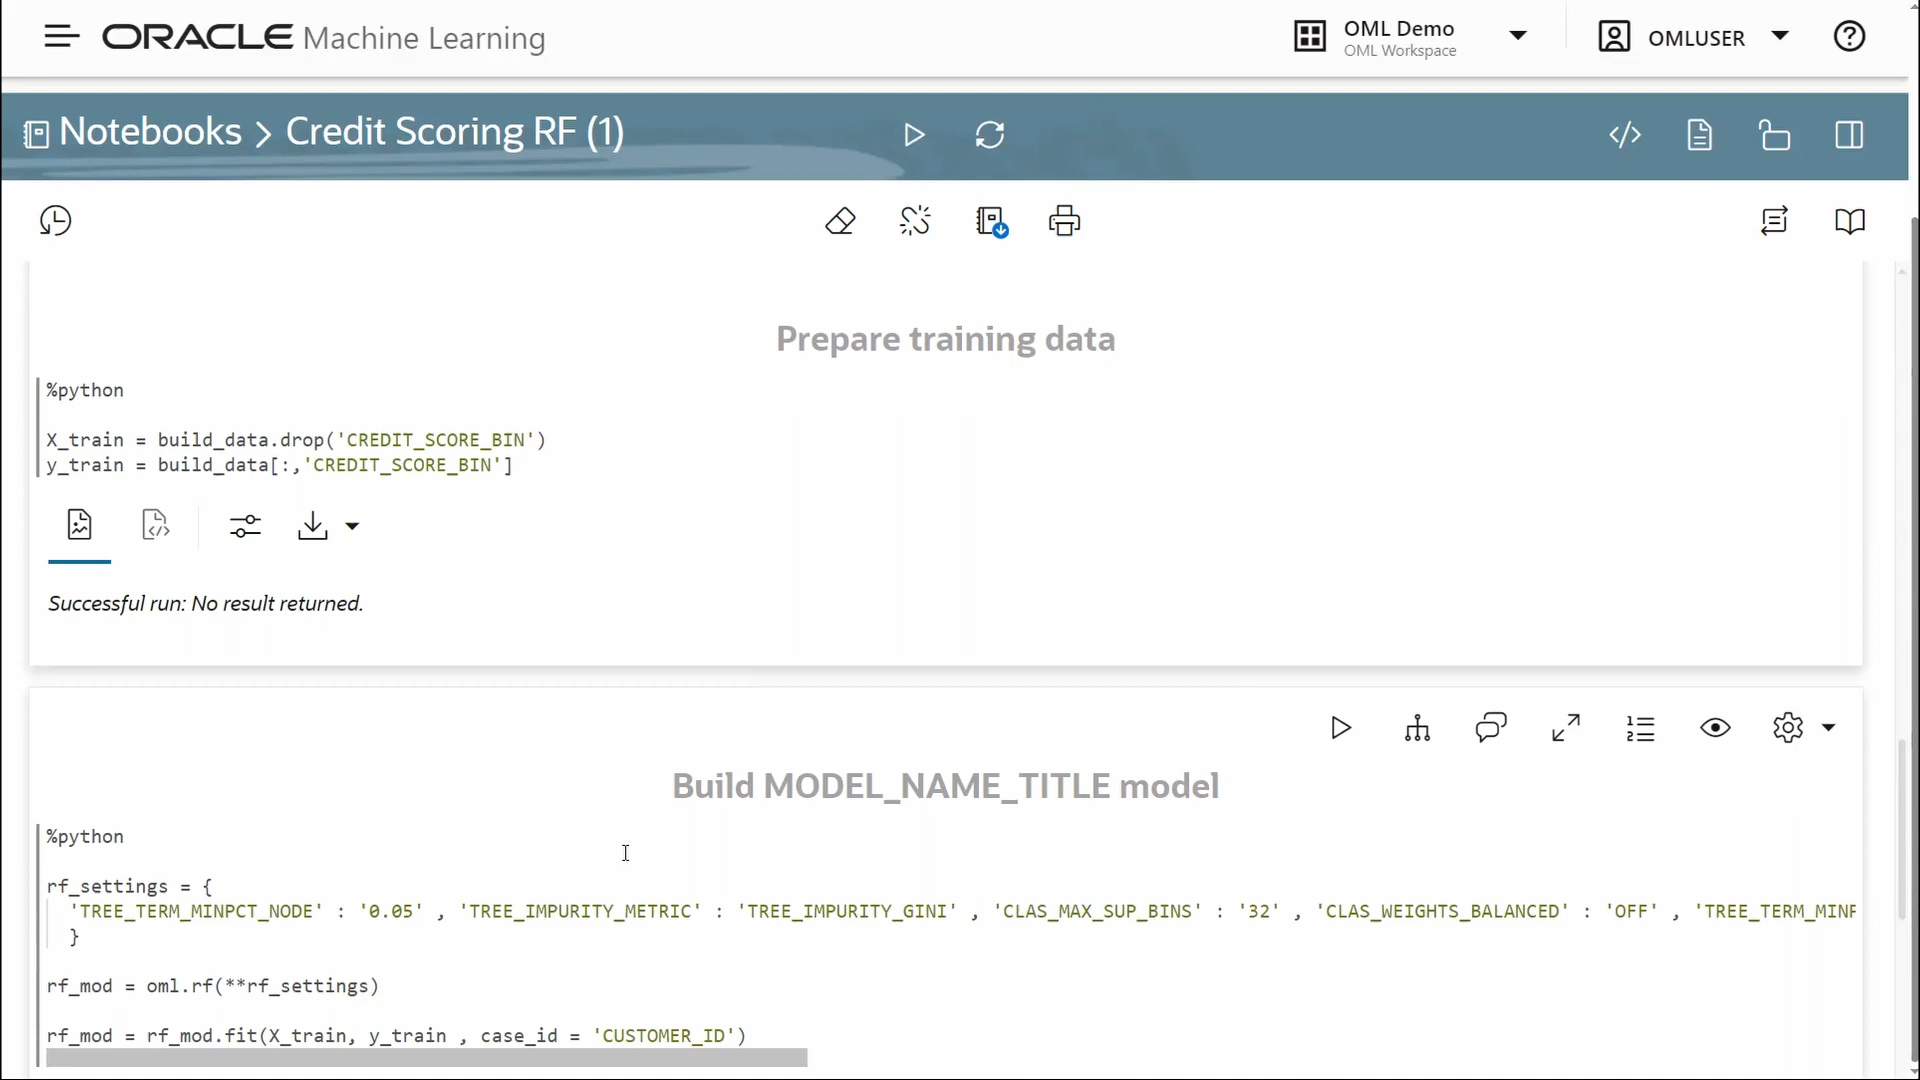 ORACLE Machine Learning
OML Demo
OML Workspace
OMLUSER
Notebooks > Credit Scoring RF (1)
Prepare training data
%python
X_train = build_data.drop('CREDIT_SCORE_BIN')
y_train = build_data[:,'CREDIT_SCORE_BIN']
Successful run: No result returned.
Build MODEL_NAME_TITLE model
%python
rf_settings = {
'TREE_TERM_MINPCT_NODE' : '0.05' , 'TREE_IMPURITY_METRIC' : 'TREE_IMPURITY_GINI' , 'CLAS_MAX_SUP_BINS' : '32' , 'CLAS_WEIGHTS_BALANCED' : 'OFF' , 'TREE_TERM_MINP
}
rf_mod = oml.rf(**rf_settings)
rf_mod = rf_mod.fit(X_train, y_train , case_id = 'CUSTOMER_ID')